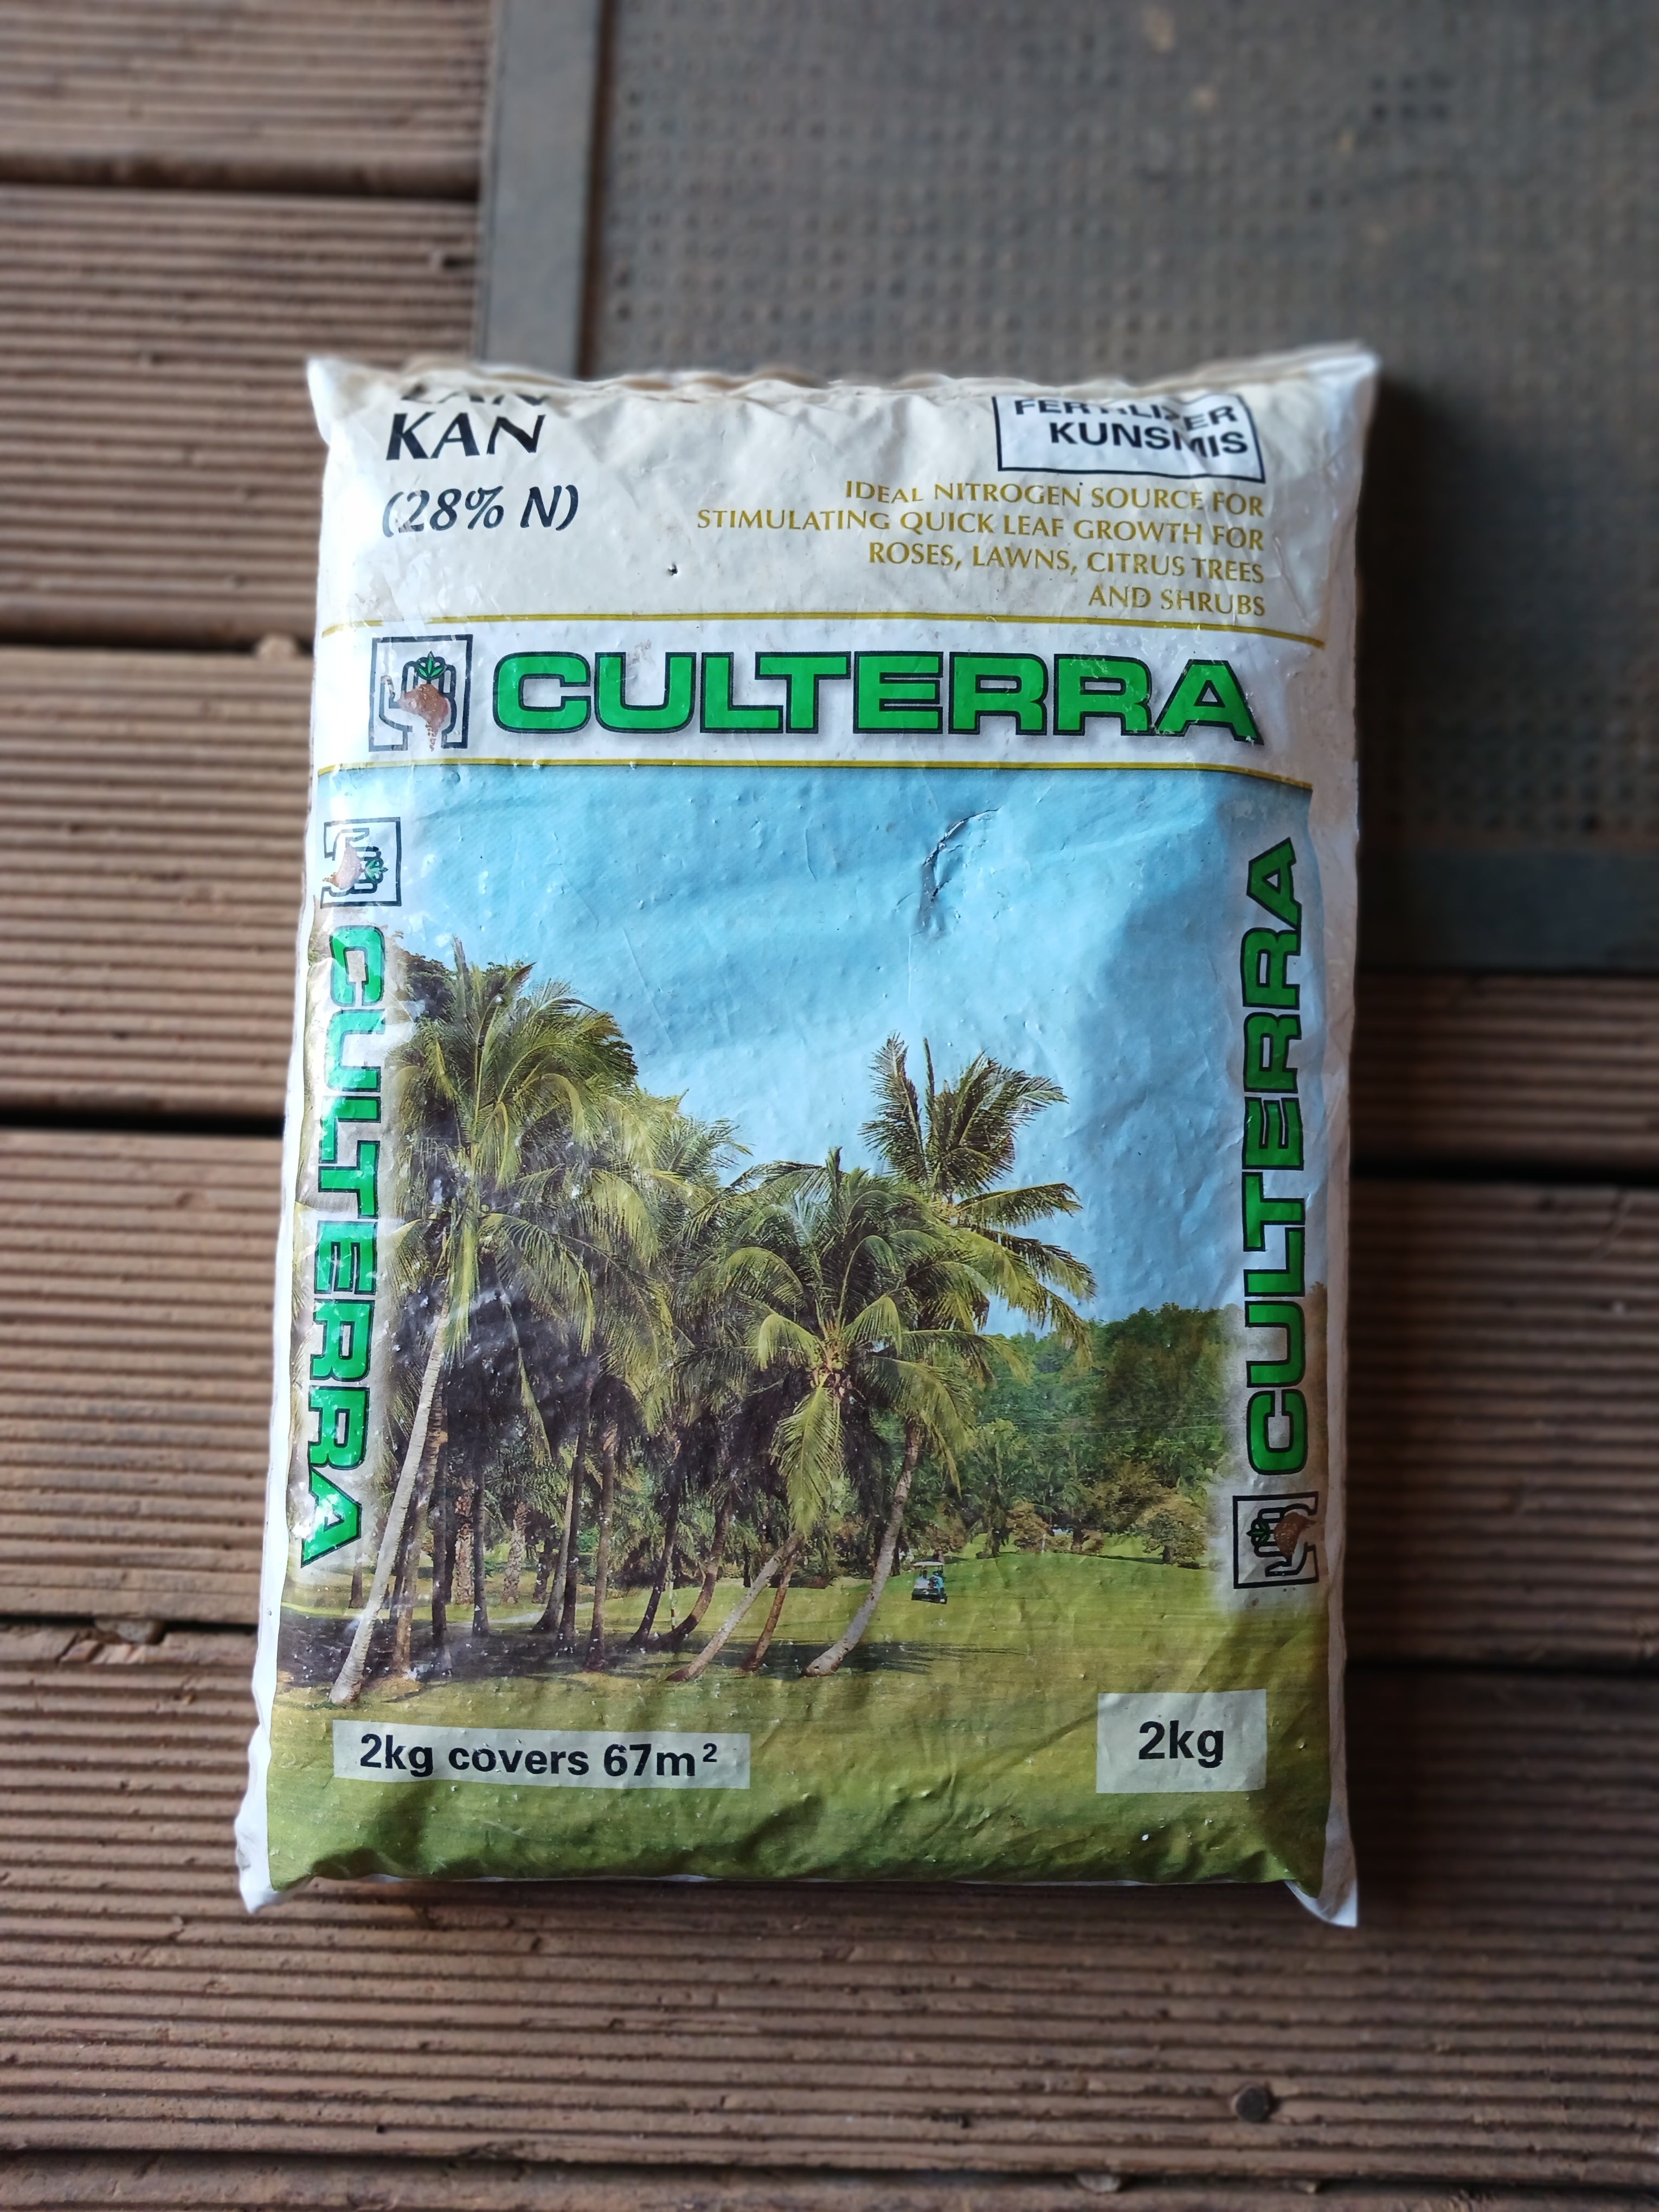 KAN
(28% N)
FERTILIZER
KUNSMIS
IDEAL NITROGEN SOURCE FOR
STIMULATING QUICK LEAF GROWTH FOR
ROSES, LAWNS, CITRUS TREES
AND SHRUBS
CULTERRA
CULTERRA
CULTERRA
2kg covers 67m²
2kg